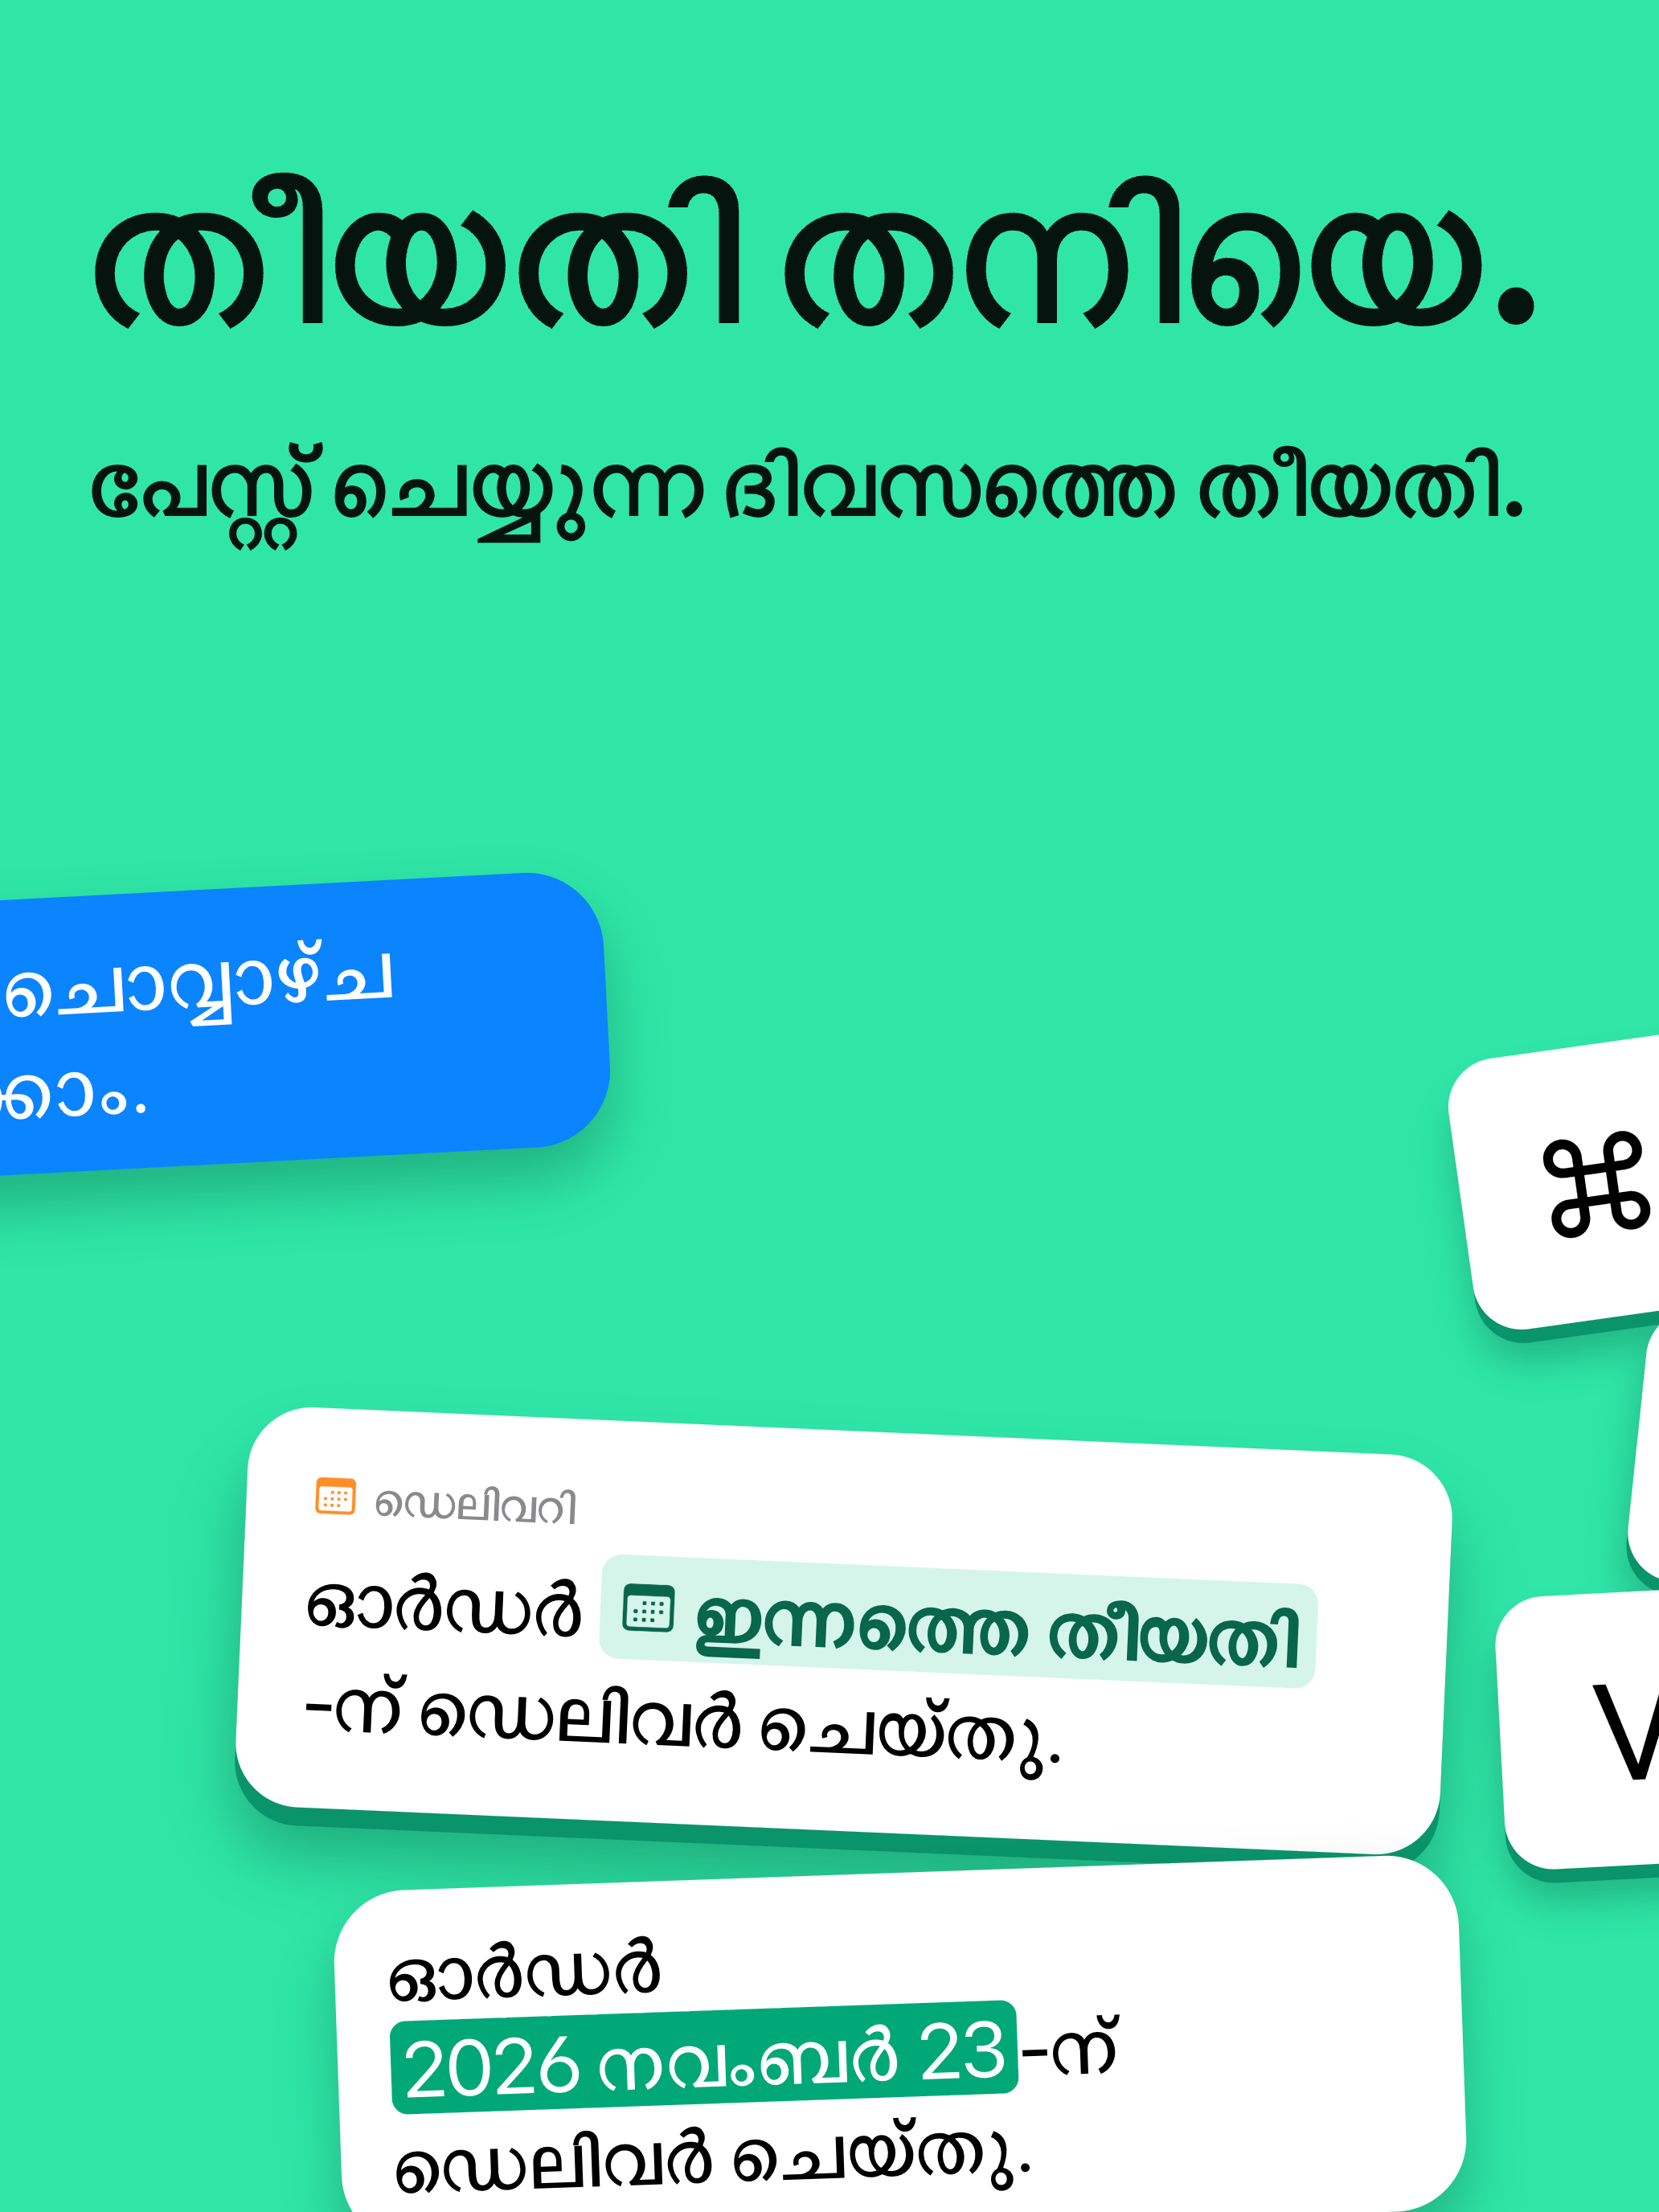 തീയതി തനിയെ.
പേസ്റ്റ് ചെയ്യുന്ന ദിവസത്തെ തീയതി.
ചൊവ്വാഴ്ച
⌘
ഡെലിവറി
ഓർഡർ ഇന്നത്തെ തീയതി
-ന് ഡെലിവർ ചെയ്തു.
V
ഓർഡർ
2026 നവംബർ 23-ന്
ഡെലിവർ ചെയ്തു.